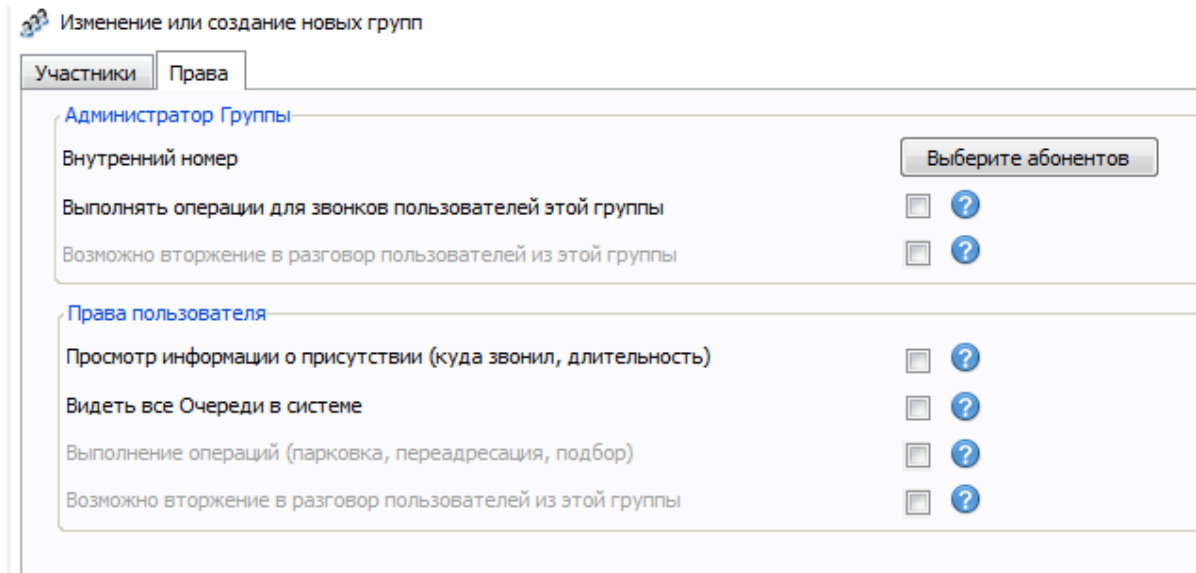 Изменение или создание новых групп
Участники Права
Администратор Группы
Внутренний номер Выберите абонентов
Выполнять операции для звонков пользователей этой группы ?
Возможно вторжение в разговор пользователей из этой группы ?
Права пользователя
Просмотр информации о присутствии (куда звонил, длительность) ?
Видеть все Очереди в системе ?
Выполнение операций (парковка, переадресация, подбор) ?
Возможно вторжение в разговор пользователей из этой группы ?